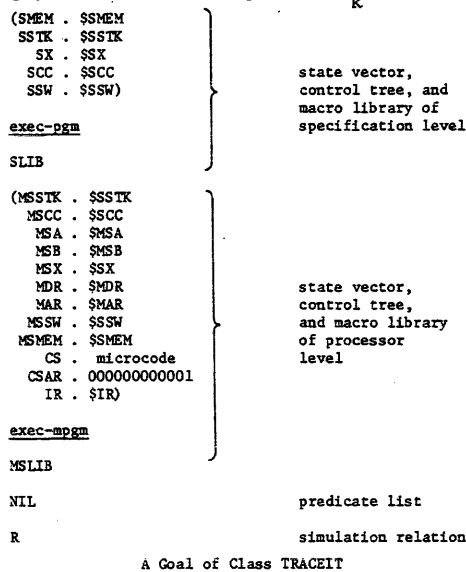 R
(SMEM . $SMEM
SSTK . $SSTK
SX . $SX
SCC . $SCC state vector,
SSW . $SSW) control tree, and
macro library of
exec-pgm specification level
SLIB
(MSSTK . $SSTK
MSCC . $SCC
MSA . $MSA
MSB . $MSB
MSX . $SX
MDR . $MDR state vector,
MAR . $MAR control tree,
MSSW . $SSW and macro library
MSMEM . $SMEM of processor
CS . microcode level
CSAR . 000000000001
IR . $IR)
exec-mpgm
MSLIB
NIL predicate list
R simulation relation
A Goal of Class TRACEIT